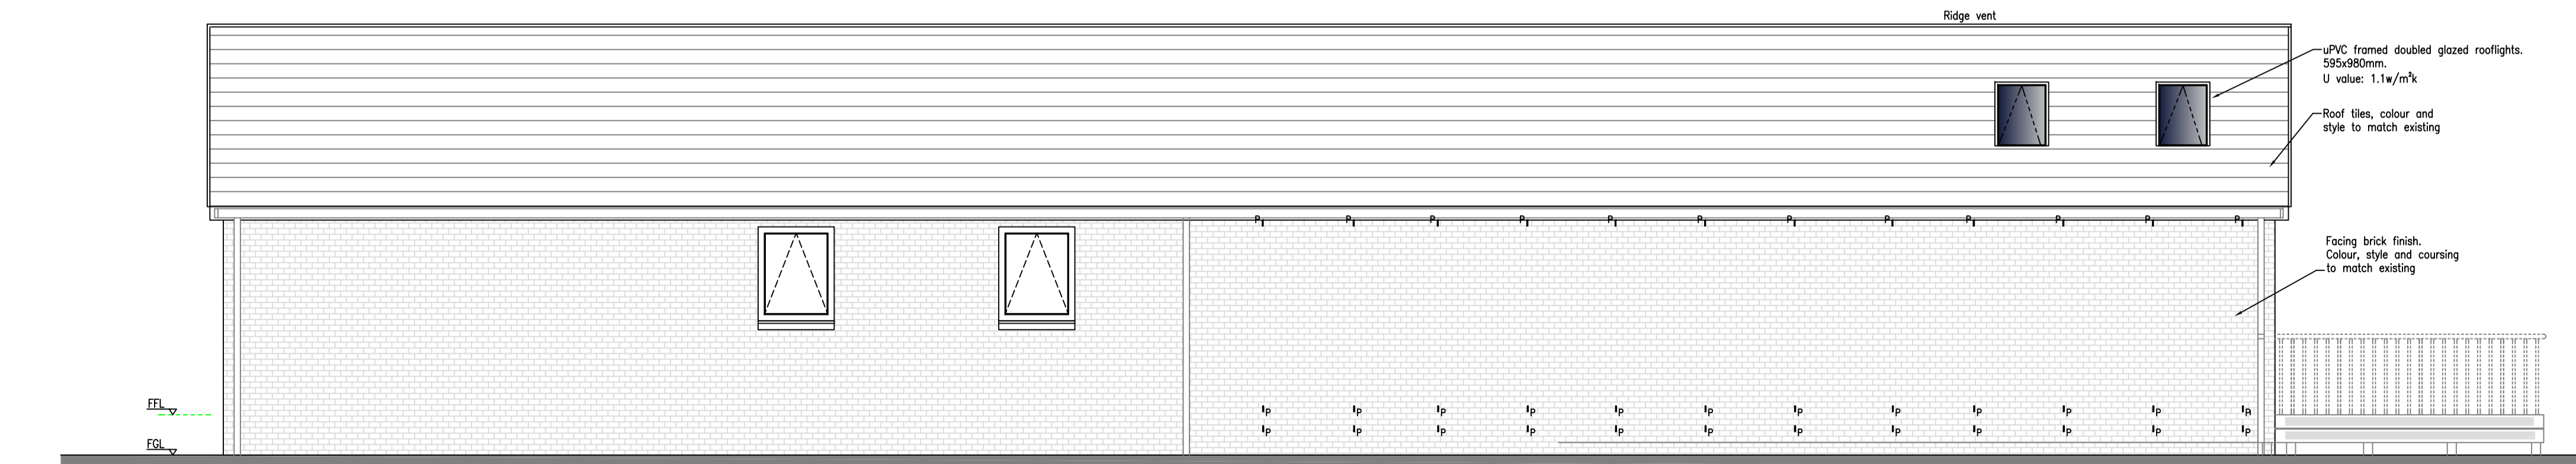 Ridge vent
uPVC framed doubled glazed rooflights.
595x980mm.
U value: 1.1w/m²k
Roof tiles, colour and
style to match existing
P P P P P P P P P P P P
Facing brick finish.
Colour, style and coursing
to match existing
FFL
P P P P P P P P P P P P
P P P P P P P P P P P P
FGL